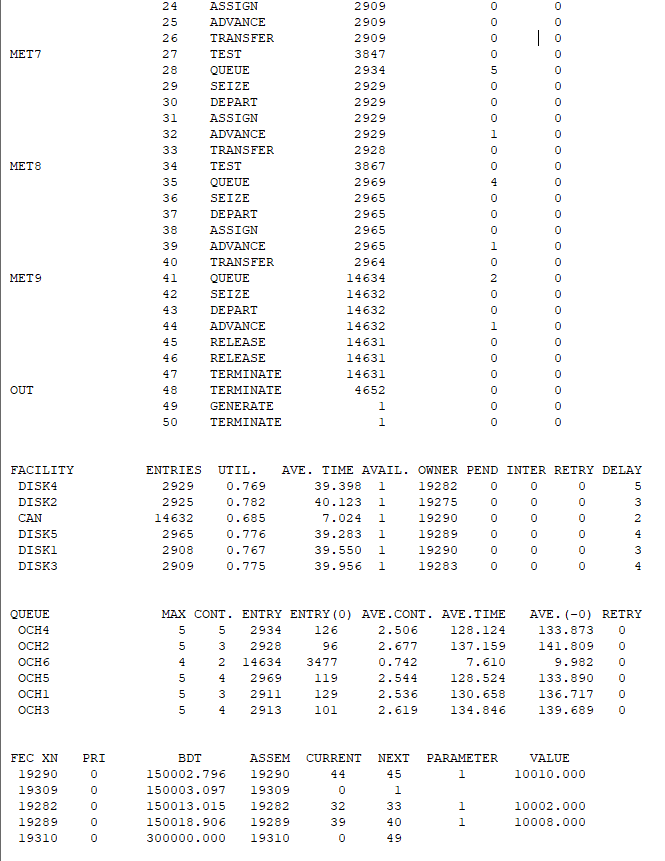 24 ASSIGN 2909 0 0
25 ADVANCE 2909 0 0
26 TRANSFER 2909 0 0
MET7 27 TEST 3847 0 0
28 QUEUE 2934 5 0
29 SEIZE 2929 0 0
30 DEPART 2929 0 0
31 ASSIGN 2929 0 0
32 ADVANCE 2929 1 0
33 TRANSFER 2928 0 0
MET8 34 TEST 3867 0 0
35 QUEUE 2969 4 0
36 SEIZE 2965 0 0
37 DEPART 2965 0 0
38 ASSIGN 2965 0 0
39 ADVANCE 2965 1 0
40 TRANSFER 2964 0 0
MET9 41 QUEUE 14634 2 0
42 SEIZE 14632 0 0
43 DEPART 14632 0 0
44 ADVANCE 14632 1 0
45 RELEASE 14631 0 0
46 RELEASE 14631 0 0
47 TERMINATE 14631 0 0
OUT 48 TERMINATE 4652 0 0
49 GENERATE 1 0 0
50 TERMINATE 1 0 0
FACILITY ENTRIES UTIL. AVE. TIME AVAIL. OWNER PEND INTER RETRY DELAY
DISK4 2929 0.769 39.398 1 19282 0 0 0 5
DISK2 2925 0.782 40.123 1 19275 0 0 0 3
CAN 14632 0.685 7.024 1 19290 0 0 0 2
DISK5 2965 0.776 39.283 1 19289 0 0 0 4
DISK1 2908 0.767 39.550 1 19290 0 0 0 3
DISK3 2909 0.775 39.956 1 19283 0 0 0 4
QUEUE MAX CONT. ENTRY ENTRY(0) AVE.CONT. AVE.TIME AVE.(-0) RETRY
OCH4 5 5 2934 126 2.506 128.124 133.873 0
OCH2 5 3 2928 96 2.677 137.159 141.809 0
OCH6 4 2 14634 3477 0.742 7.610 9.982 0
OCH5 5 4 2969 119 2.544 128.524 133.890 0
OCH1 5 3 2911 129 2.536 130.658 136.717 0
OCH3 5 4 2913 101 2.619 134.846 139.689 0
FEC XN PRI BDT ASSEM CURRENT NEXT PARAMETER VALUE
19290 0 150002.796 19290 44 45 1 10010.000
19309 0 150003.097 19309 0 1
19282 0 150013.015 19282 32 33 1 10002.000
19289 0 150018.906 19289 39 40 1 10008.000
19310 0 300000.000 19310 0 49